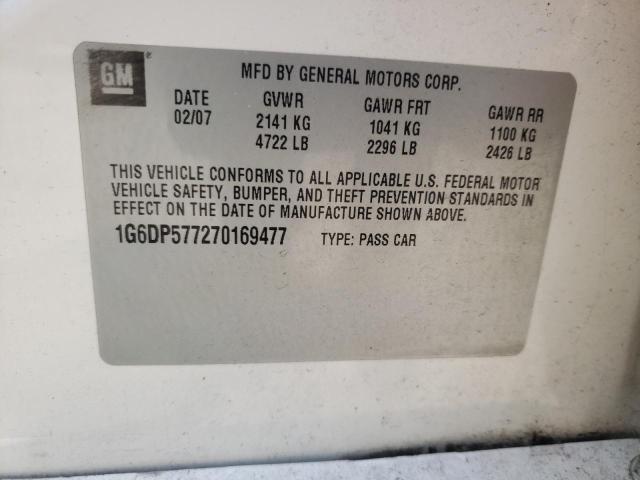 GM
MFD BY GENERAL MOTORS CORP.
DATE GVWR GAWR FRT GAWR RR
02/07 2141 KG 1041 KG 1100 KG
4722 LB 2296 LB 2426 LB
THIS VEHICLE CONFORMS TO ALL APPLICABLE U.S. FEDERAL MOTOR
VEHICLE SAFETY, BUMPER, AND THEFT PREVENTION STANDARDS IN
EFFECT ON THE DATE OF MANUFACTURE SHOWN ABOVE.
1G6DP577270169477 TYPE: PASS CAR